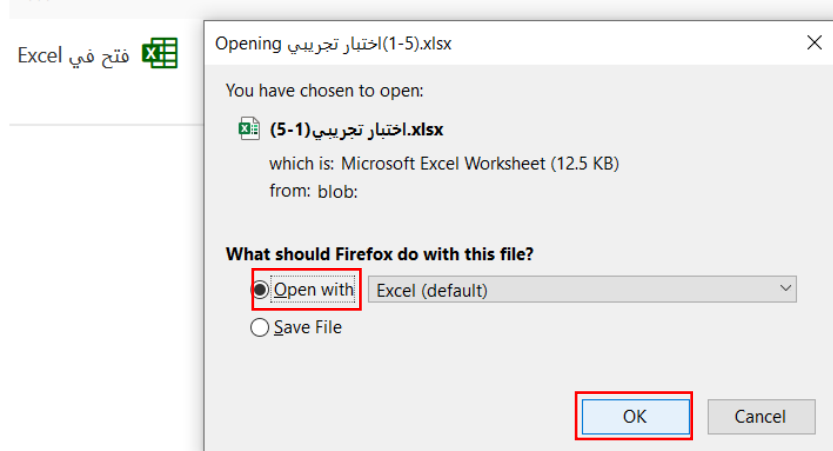 فتح في Excel
Opening اختبار تجريبي(1-5).xlsx
You have chosen to open:
اختبار تجريبي(1-5).xlsx
which is: Microsoft Excel Worksheet (12.5 KB)
from: blob:
What should Firefox do with this file?
Open with Excel (default)
Save File
OK Cancel